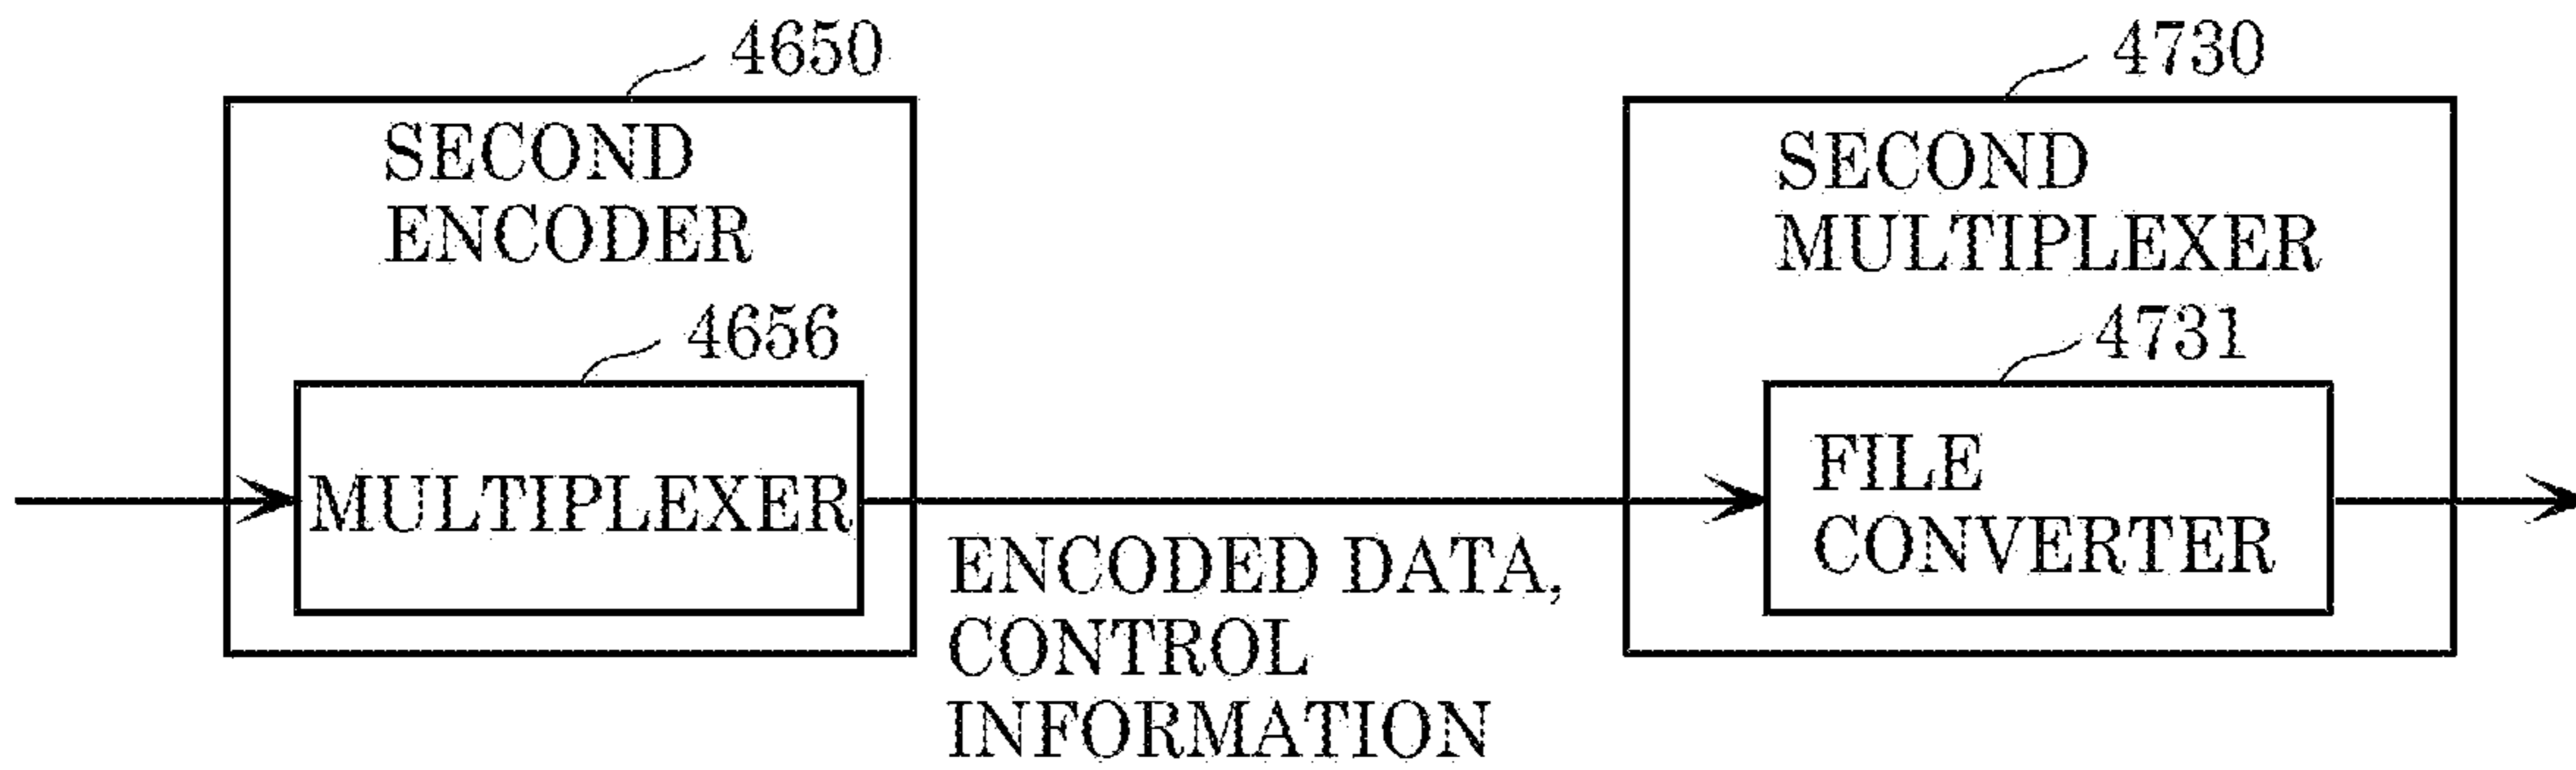 4650
SECOND
ENCODER
4656
MULTIPLEXER
ENCODED DATA,
CONTROL
INFORMATION
4730
SECOND
MULTIPLEXER
4731
FILE
CONVERTER